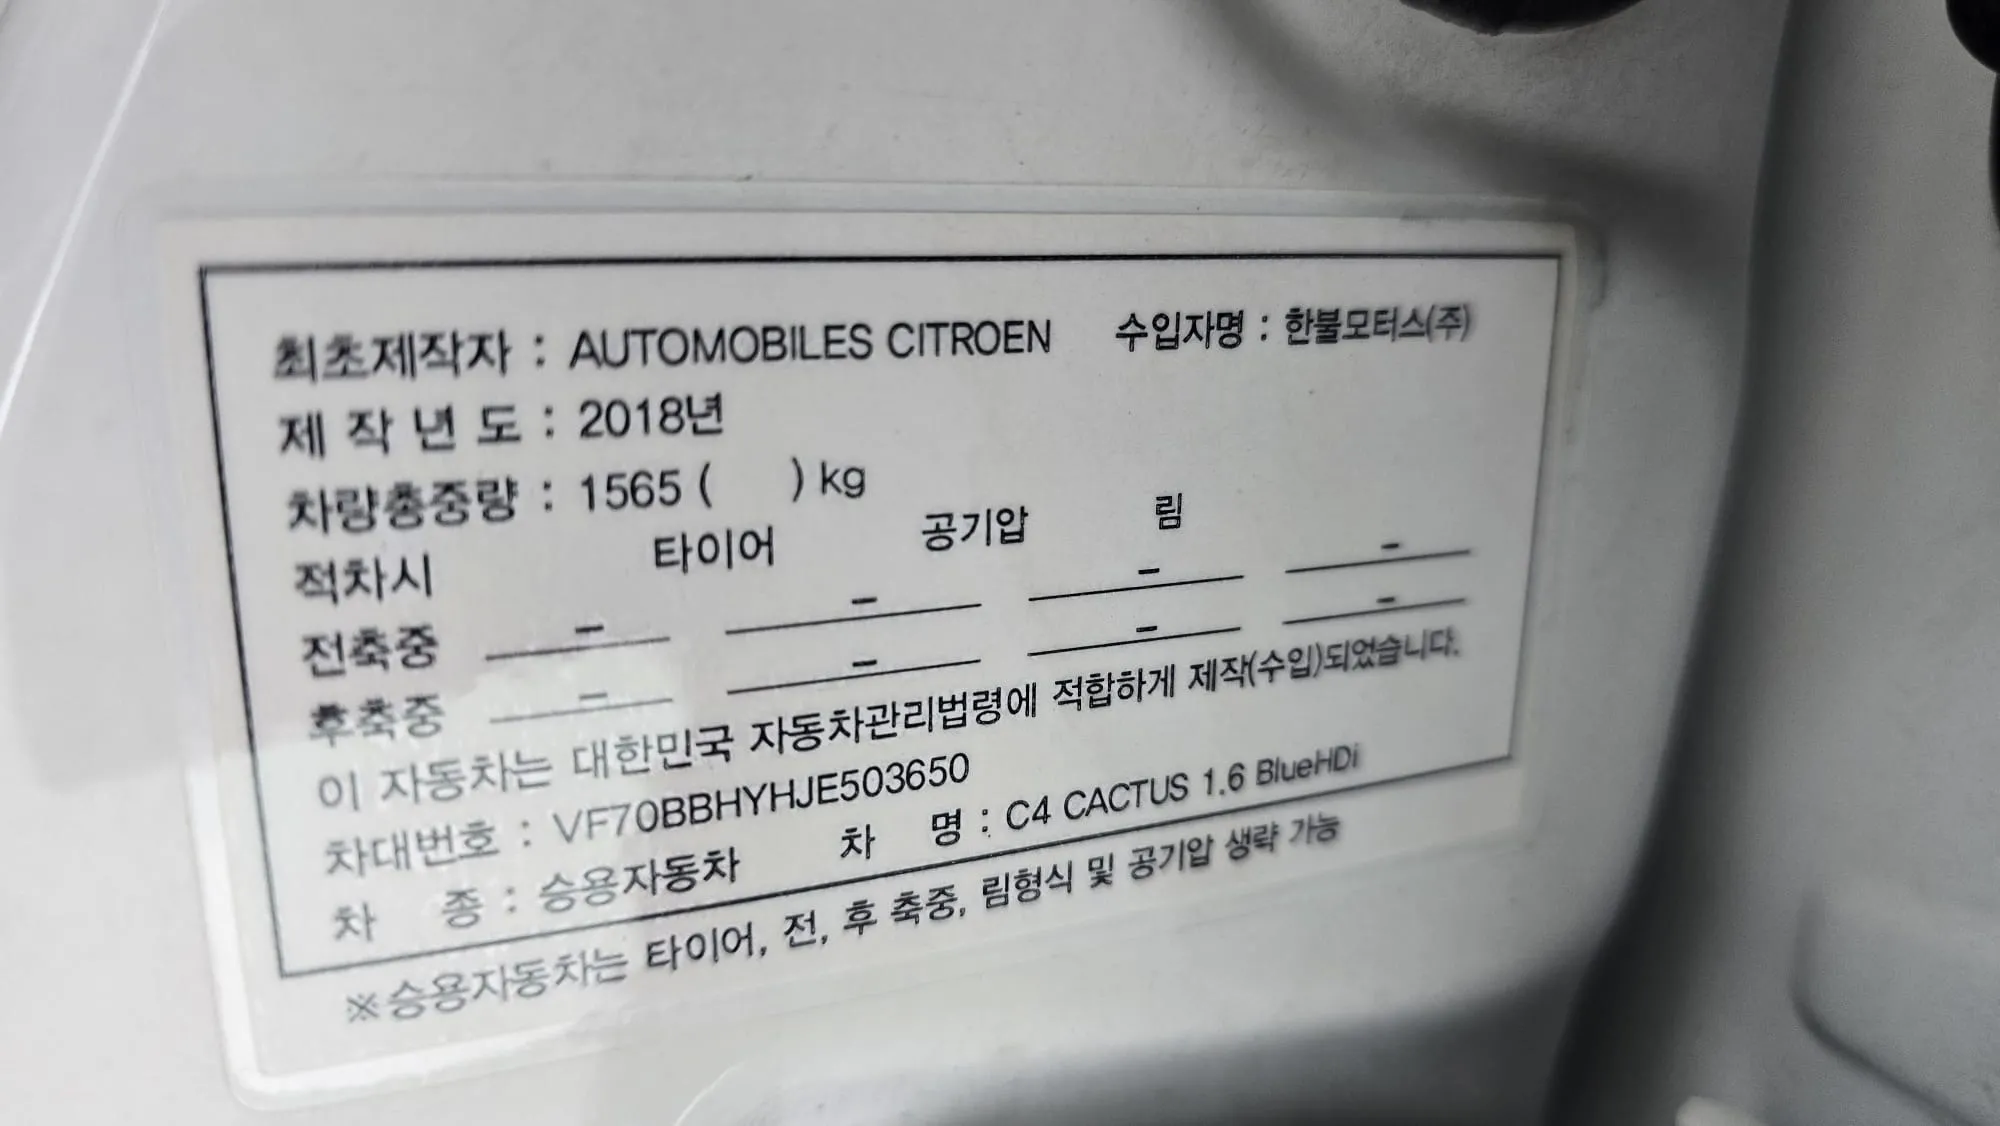 최초제작자 : AUTOMOBILES CITROEN 수입자명 : 한불모터스(주)
제 작 년 도 : 2018년
차량총중량 : 1565 ( ) kg
적차시 타이어 공기압 림
전축중 - - - -
후축중 - - - -
이 자동차는 대한민국 자동차관리법령에 적합하게 제작(수입)되었습니다.
차대번호 : VF70BBHYHJE503650
차 종 : 승용자동차 차 명 : C4 CACTUS 1.6 BlueHDi
※승용자동차는 타이어, 전, 후 축중, 림형식 및 공기압 생략 가능